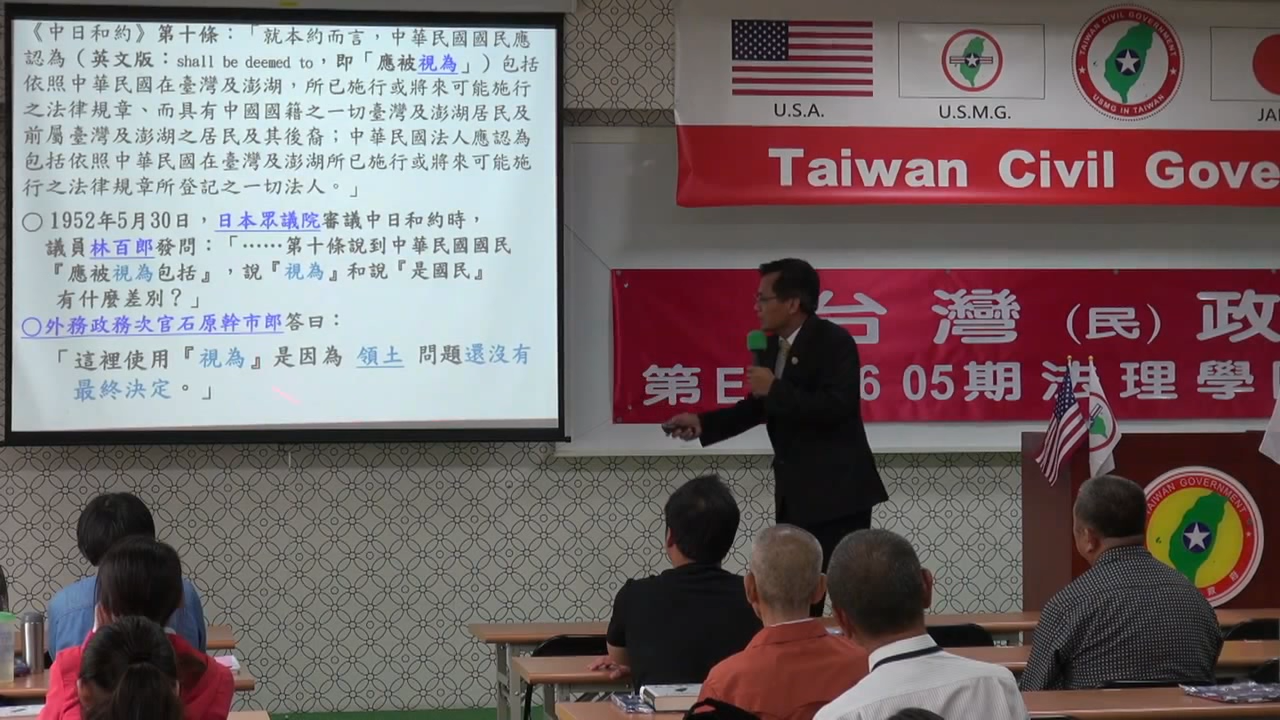 《中日和約》第十條：「就本約而言，中華民國國民應
認為（英文版：shall be deemed to，即「應被視為」）包括
依照中華民國在臺灣及澎湖，所已施行或將來可能施行
之法律規章、而具有中國國籍之一切臺灣及澎湖居民及
前屬臺灣及澎湖之居民及其後裔；中華民國法人應認為
包括依照中華民國在臺灣及澎湖所已施行或將來可能施
行之法律規章所登記之一切法人。」
○ 1952年5月30日，日本眾議院審議中日和約時，
議員林百郎發問：「……第十條說到中華民國國民
『應被視為包括』，說『視為』和說『是國民』
有什麼差別？」
○外務政務次官石原幹市郎答曰：
「這裡使用『視為』是因為 領土 問題還沒有
最終決定。」
U.S.A.
U.S.M.G.
TAIWAN CIVIL GOVERNMENT
USMG IN TAIWAN
JA
Taiwan Civil Gove
台灣（民）政
第E 6 05期法理學
TAIWAN GOVERNMENT